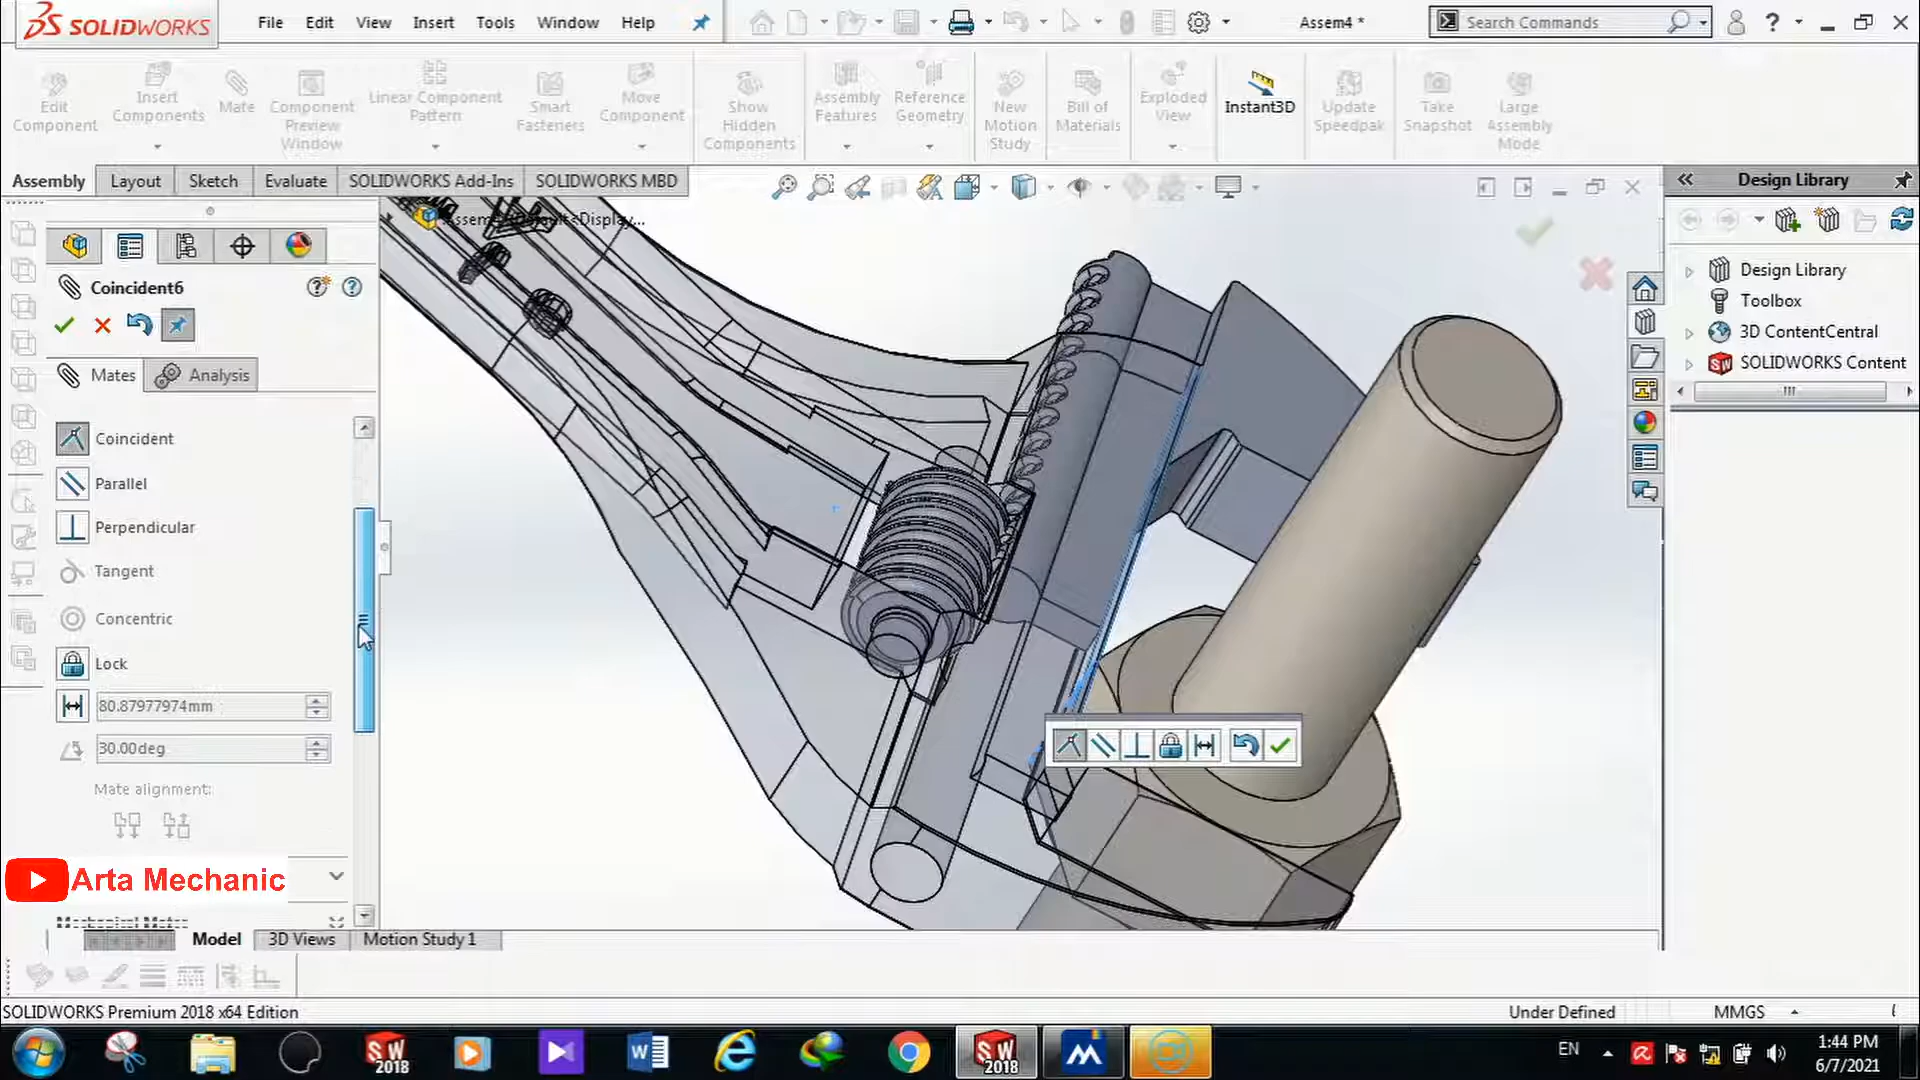 SOLIDWORKS
File Edit View Insert Tools Window Help
Assem4 *
Search Commands
Edit Component
Insert Components
Mate
Component Preview Window
Linear Component Pattern
Smart Fasteners
Move Component
Show Hidden Components
Assembly Features
Reference Geometry
New Motion Study
Bill of Materials
Exploded View
Instant3D
Update Speedpak
Take Snapshot
Large Assembly Mode
Assembly Layout Sketch Evaluate SOLIDWORKS Add-Ins SOLIDWORKS MBD
Design Library
Design Library
Toolbox
3D ContentCentral
SOLIDWORKS Content
Coincident6
Mates
Analysis
Coincident
Parallel
Perpendicular
Tangent
Concentric
Lock
80.87977974mm
30.00deg
Mate alignment:
Arta Mechanic
Model 3D Views Motion Study 1
SOLIDWORKS Premium 2018 x64 Edition
Under Defined
MMGS
SW 2018
SW 2018
EN
1:44 PM
6/7/2021